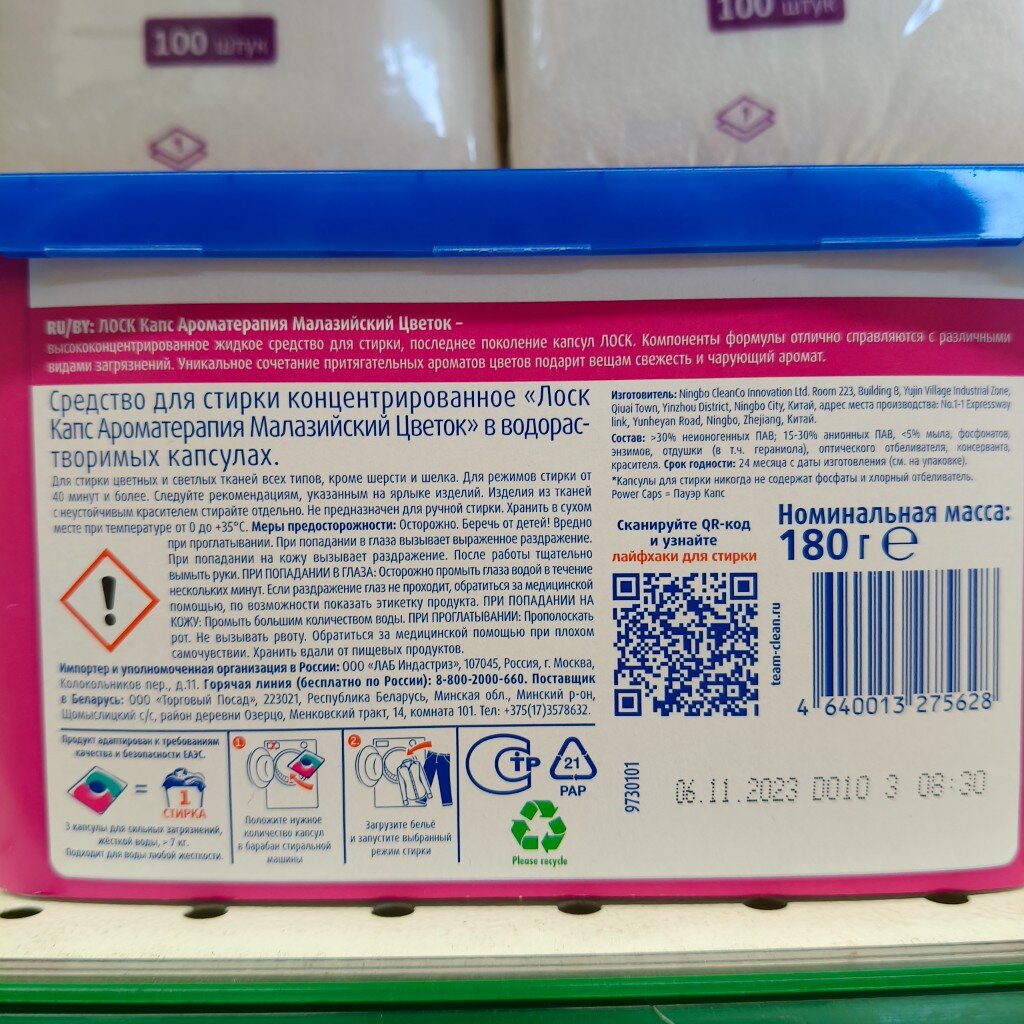 100 штук
100 штук
1
1
RU/BY: ЛОСК Капс Ароматерапия Малазийский Цветок –
высококонцентрированное жидкое средство для стирки, последнее поколение капсул ЛОСК. Компоненты формулы отлично справляются с различными
видами загрязнений. Уникальное сочетание притягательных ароматов цветов подарит вещам свежесть и чарующий аромат.
Средство для стирки концентрированное «Лоск
Капс Ароматерапия Малазийский Цветок» в водорас-
творимых капсулах.
Для стирки цветных и светлых тканей всех типов, кроме шерсти и шелка. Для режимов стирки от
40 минут и более. Следуйте рекомендациям, указанным на ярлыке изделий. Изделия из тканей
с неустойчивым красителем стирайте отдельно. Не предназначен для ручной стирки. Хранить в сухом
месте при температуре от 0 до +35°С. Меры предосторожности: Осторожно. Беречь от детей! Вредно
при проглатывании. При попадании в глаза вызывает выраженное раздражение.
При попадании на кожу вызывает раздражение. После работы тщательно
вымыть руки. ПРИ ПОПАДАНИИ В ГЛАЗА: Осторожно промыть глаза водой в течение
нескольких минут. Если раздражение глаз не проходит, обратиться за медицинской
помощью, по возможности показать этикетку продукта. ПРИ ПОПАДАНИИ НА
КОЖУ: Промыть большим количеством воды. ПРИ ПРОГЛАТЫВАНИИ: Прополоскать
рот. Не вызывать рвоту. Обратиться за медицинской помощью при плохом
самочувствии. Хранить вдали от пищевых продуктов.
Импортер и уполномоченная организация в России: ООО «ЛАБ Индастриз», 107045, Россия, г. Москва,
Колокольников пер., д.11. Горячая линия (бесплатно по России): 8-800-2000-660. Поставщик
в Беларусь: ООО «Торговый Посад», 223021, Республика Беларусь, Минская обл., Минский р-он,
Щомыслицкий с/с, район деревни Озерцо, Менковский тракт, 14, комната 101. Тел: +375(17)3578632.
Изготовитель: Ningbo CleanCo Innovation Ltd. Room 223, Building B, Yujin Village Industrial Zone,
Qiuai Town, Yinzhou District, Ningbo City, Китай, адрес места производства: No.1-1 Expressway
link, Yunheyan Road, Ningbo, Zhejiang, Китай.
Состав: >30% неионогенных ПАВ; 15-30% анионных ПАВ, <5% мыла, фосфонатов,
энзимов, отдушки (в т.ч. гераниола), оптического отбеливателя, консерванта,
красителя. Срок годности: 24 месяца с даты изготовления (см. на упаковке).
*Капсулы для стирки никогда не содержат фосфаты и хлорный отбеливатель.
Power Caps = Пауэр Капс
Сканируйте QR-код
и узнайте
лайфхаки для стирки
team-clean.ru
Номинальная масса:
180 г ℮
4 640013 275628
Продукт адаптирован к требованиям
качества и безопасности ЕАЭС.
= 1
СТИРКА
3 капсулы для сильных загрязнений,
жесткой воды, > 7 кг.
Подходит для воды любой жесткости.
1.
Положите нужное
количество капсул
в барабан стиральной
машины
2.
Загрузите бельё
и запустите выбранный
режим стирки
СТР
21
PAP
Please recycle
9730101
06.11.2023 D010 3 08:30